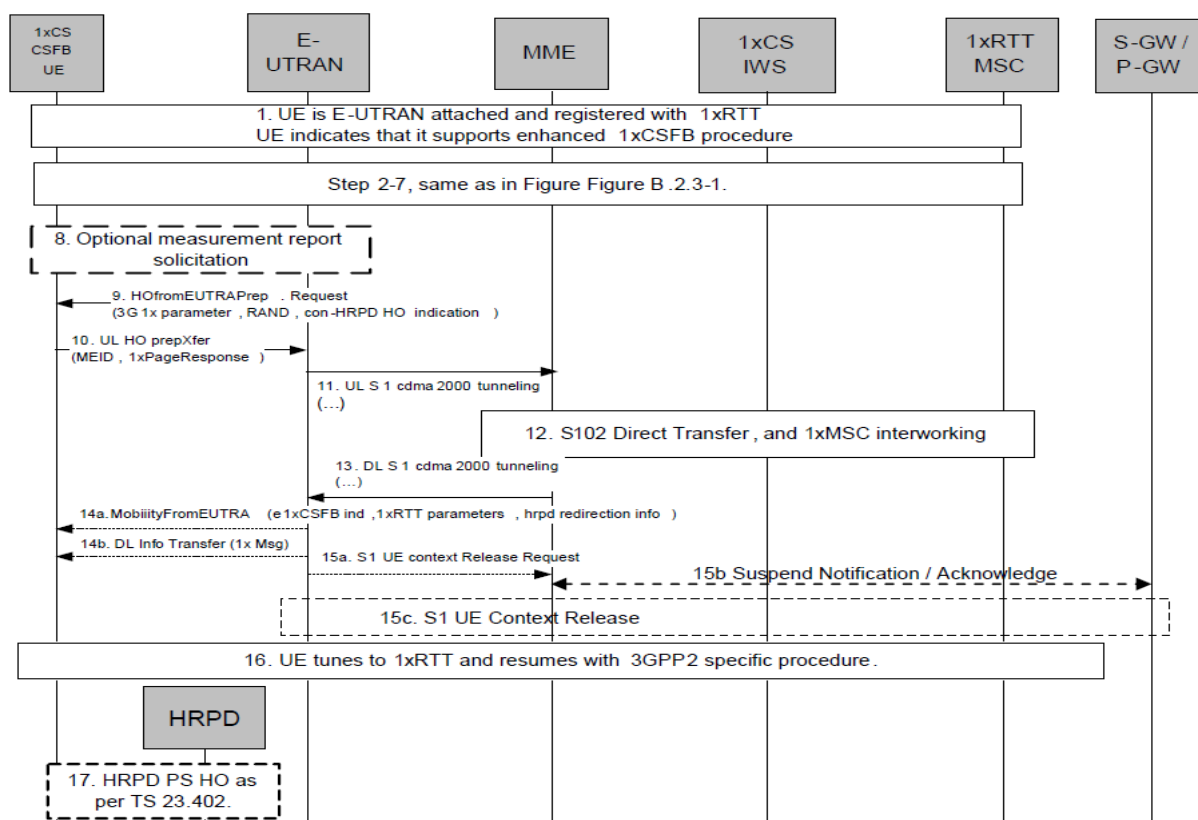 1xCS
CSFB
UE
E-
UTRAN
MME
1xCS
IWS
1xRTT
MSC
S-GW /
P-GW
1. UE is E-UTRAN attached and registered with 1xRTT
UE indicates that it supports enhanced 1xCSFB procedure
Step 2-7, same as in Figure Figure B .2.3-1.
8. Optional measurement report
solicitation
9. HOfromEUTRAPrep . Request
(3G 1x parameter , RAND , con-HRPD HO indication )
10. UL HO prepXfer
(MEID , 1xPageResponse )
11. UL S 1 cdma 2000 tunneling
(...)
12. S102 Direct Transfer , and 1xMSC interworking
13. DL S 1 cdma 2000 tunneling
(...)
14a. MobilityFromEUTRA (e1xCSFB ind ,1xRTT parameters , hrpd redirection info )
14b. DL Info Transfer (1x Msg)
15a. S1 UE context Release Request
15b Suspend Notification / Acknowledge
15c. S1 UE Context Release
16. UE tunes to 1xRTT and resumes with 3GPP2 specific procedure .
HRPD
17. HRPD PS HO as
per TS 23.402.